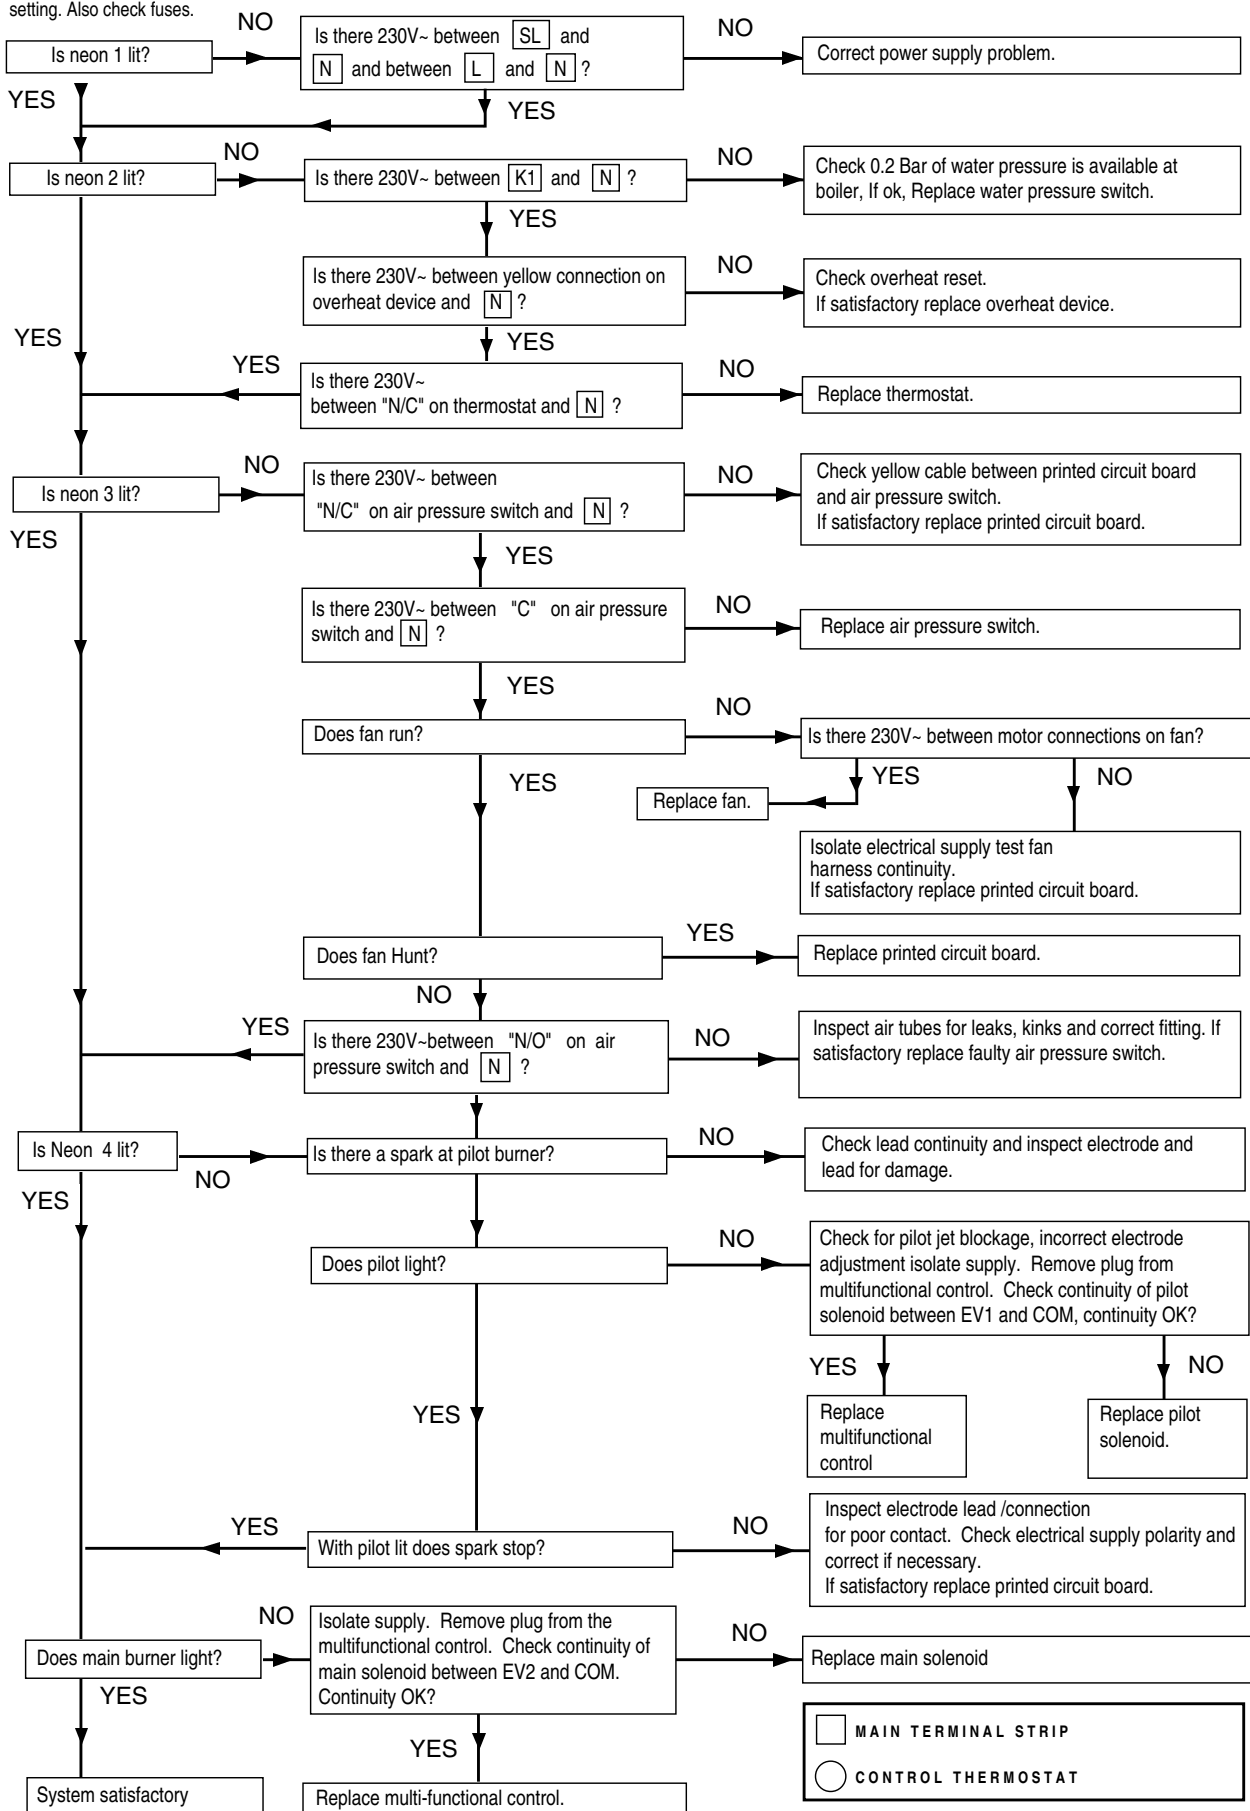 setting. Also check fuses.
Is neon 1 lit?
NO
Is there 230V~ between SL and
N and between L and N ?
NO
Correct power supply problem.
YES
YES
Is neon 2 lit?
NO
Is there 230V~ between K1 and N ?
NO
Check 0.2 Bar of water pressure is available at
boiler, If ok, Replace water pressure switch.
YES
Is there 230V~ between yellow connection on
overheat device and N ?
NO
Check overheat reset.
If satisfactory replace overheat device.
YES
YES
YES
Is there 230V~
between "N/C" on thermostat and N ?
NO
Replace thermostat.
Is neon 3 lit?
NO
Is there 230V~ between
"N/C" on air pressure switch and N ?
NO
Check yellow cable between printed circuit board
and air pressure switch.
If satisfactory replace printed circuit board.
YES
YES
Is there 230V~ between "C" on air pressure
switch and N ?
NO
Replace air pressure switch.
YES
Does fan run?
NO
Is there 230V~ between motor connections on fan?
YES
YES
NO
Replace fan.
Isolate electrical supply test fan
harness continuity.
If satisfactory replace printed circuit board.
Does fan Hunt?
YES
Replace printed circuit board.
NO
YES
Is there 230V~between "N/O" on air
pressure switch and N ?
NO
Inspect air tubes for leaks, kinks and correct fitting. If
satisfactory replace faulty air pressure switch.
Is Neon 4 lit?
NO
Is there a spark at pilot burner?
NO
Check lead continuity and inspect electrode and
lead for damage.
YES
Does pilot light?
NO
Check for pilot jet blockage, incorrect electrode
adjustment isolate supply. Remove plug from
multifunctional control. Check continuity of pilot
solenoid between EV1 and COM, continuity OK?
YES
NO
YES
Replace
multifunctional
control
Replace pilot
solenoid.
YES
With pilot lit does spark stop?
NO
Inspect electrode lead /connection
for poor contact. Check electrical supply polarity and
correct if necessary.
If satisfactory replace printed circuit board.
Does main burner light?
NO
Isolate supply. Remove plug from the
multifunctional control. Check continuity of
main solenoid between EV2 and COM.
Continuity OK?
NO
Replace main solenoid
YES
YES
MAIN TERMINAL STRIP
CONTROL THERMOSTAT
System satisfactory
Replace multi-functional control.